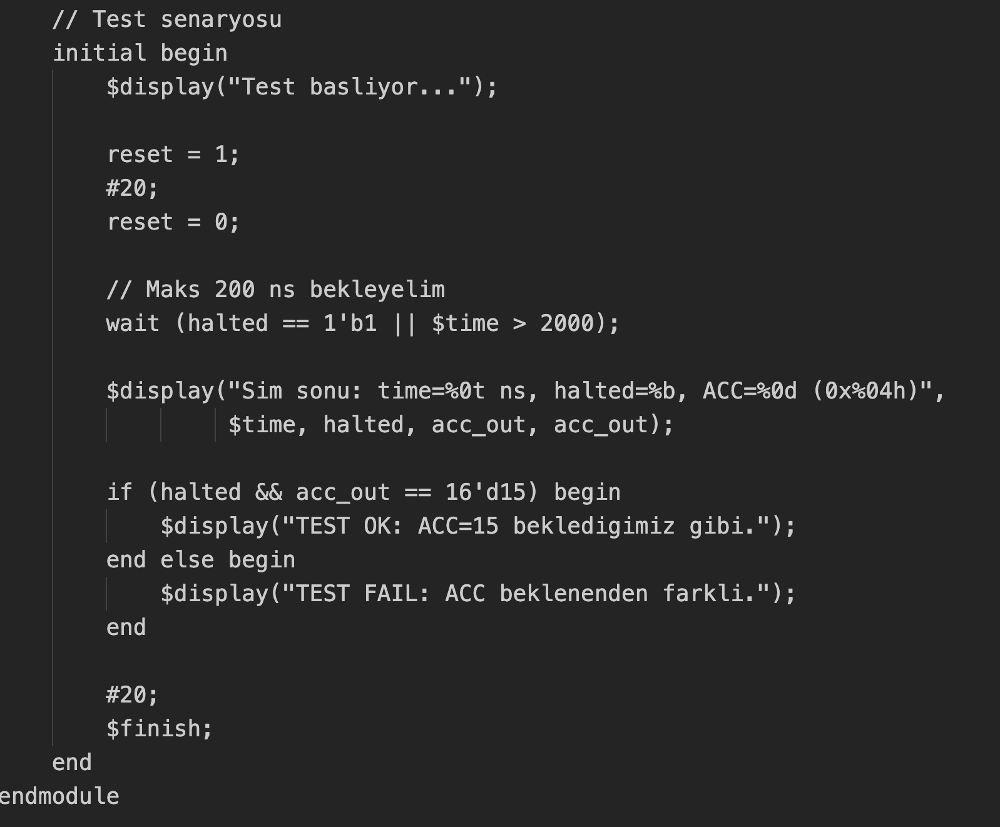 // Test senaryosu
initial begin
$display("Test basliyor...");
reset = 1;
#20;
reset = 0;
// Maks 200 ns bekleyelim
wait (halted == 1'b1 || $time > 2000);
$display("Sim sonu: time=%0t ns, halted=%b, ACC=%0d (0x%04h)",
$time, halted, acc_out, acc_out);
if (halted && acc_out == 16'd15) begin
$display("TEST OK: ACC=15 bekledigimiz gibi.");
end else begin
$display("TEST FAIL: ACC beklenenden farkli.");
end
#20;
$finish;
end
endmodule